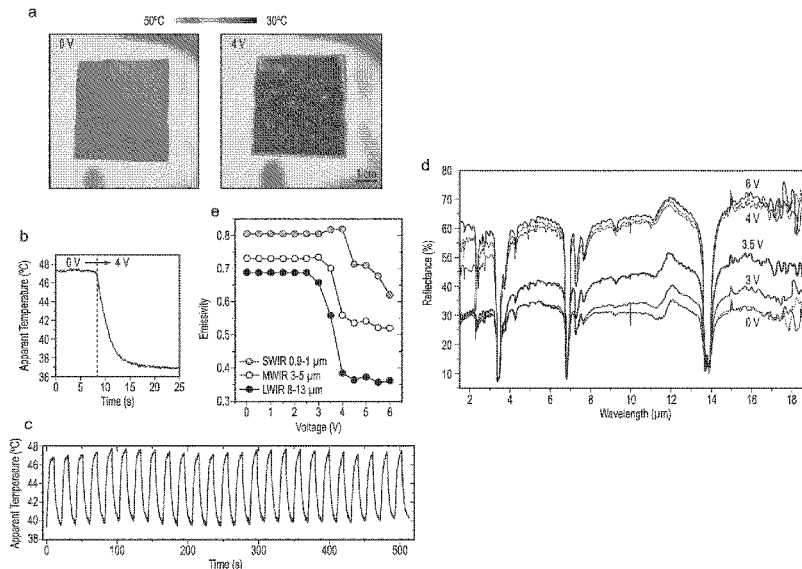 a
50ºC 30ºC
0 V
4 V
1 cm
b
0 V 4 V
Apparent Temperature (ºC)
48
46
44
42
40
38
36
0 5 10 15 20 25
Time (s)
e
Emissivity
0.8
0.7
0.6
0.5
0.4
0.3
SWIR 0.9-1 µm
MWIR 3-5 µm
LWIR 8-13 µm
0 1 2 3 4 5 6
Voltage (V)
d
Reflectance (%)
80
70
60
50
40
30
20
10
6 V
4 V
3.5 V
3 V
0 V
2 4 6 8 10 12 14 16 18
Wavelength (µm)
c
Apparent Temperature (ºC)
48
46
44
42
40
0 100 200 300 400 500
Time (s)